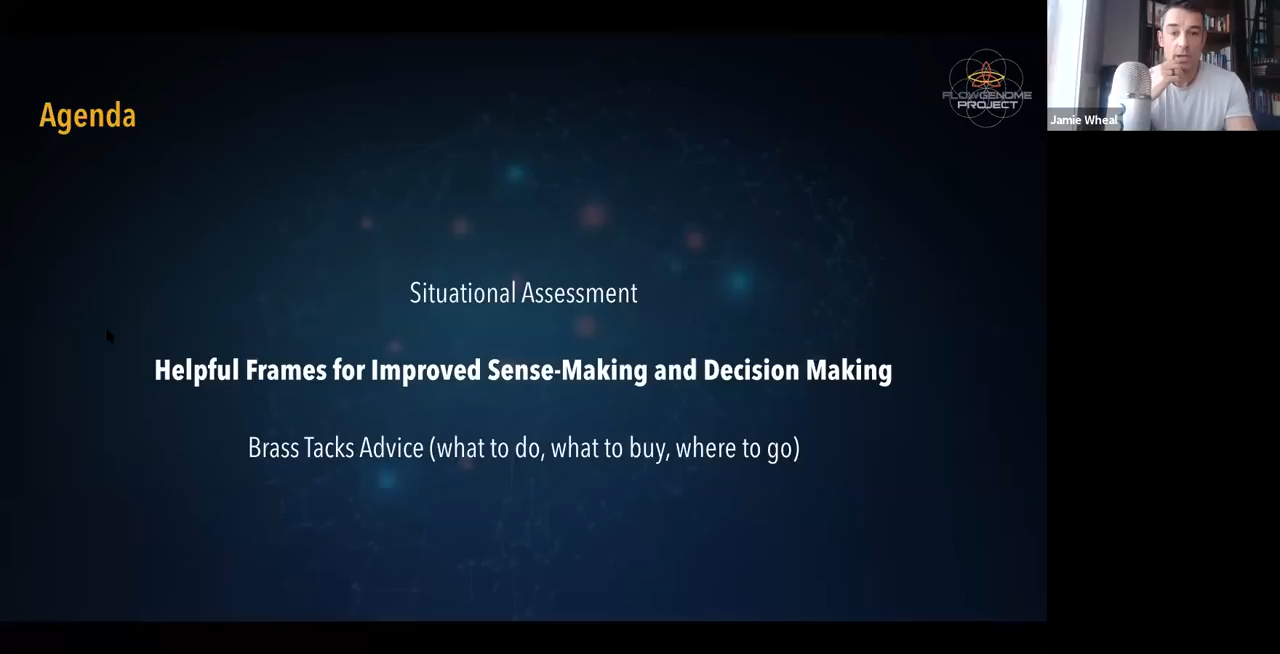 Agenda
FLOWGENOME
PROJECT
Jamie Wheal
Situational Assessment
Helpful Frames for Improved Sense-Making and Decision Making
Brass Tacks Advice (what to do, what to buy, where to go)